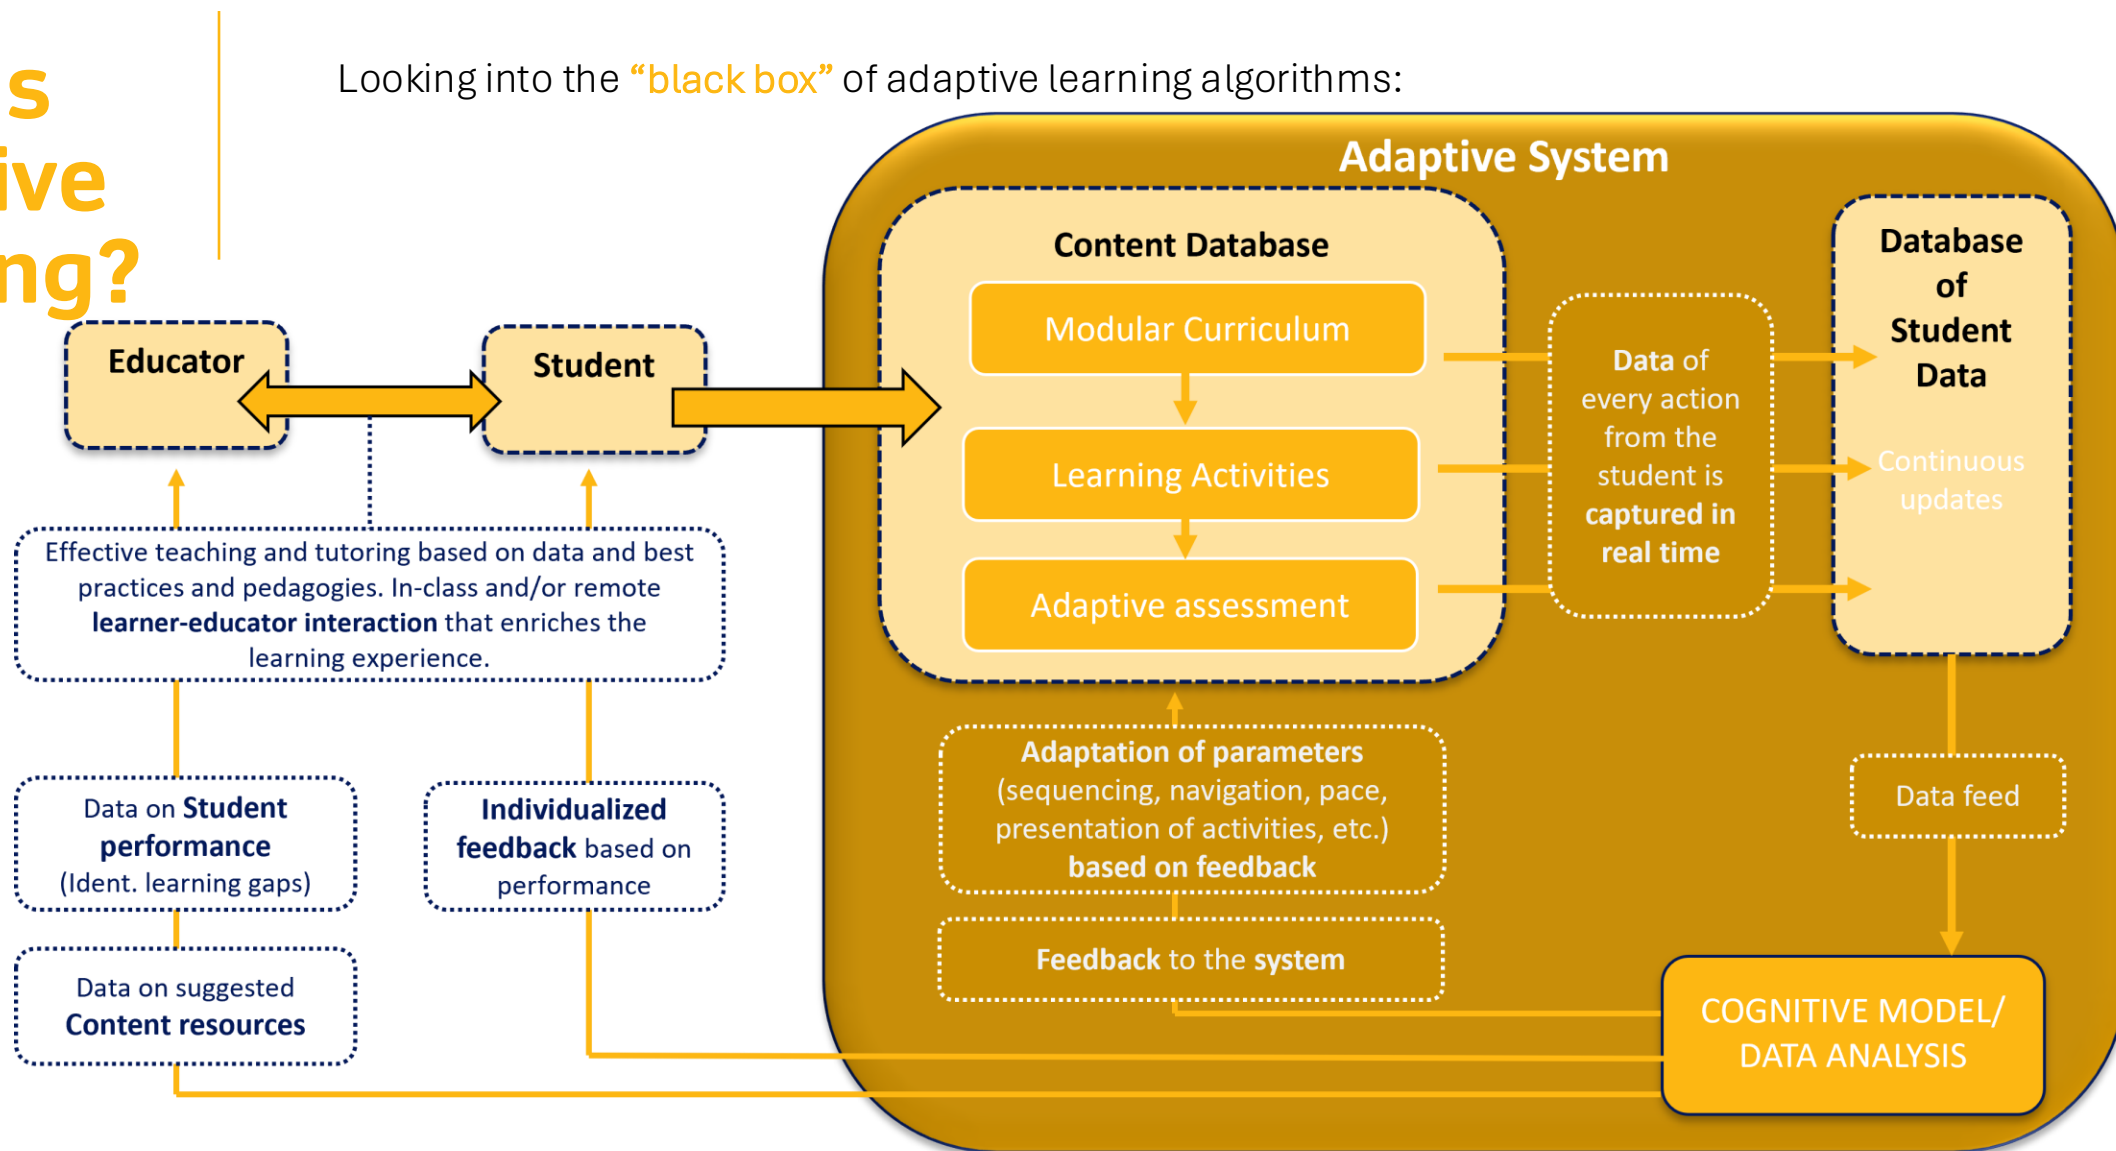 s
ive
ng?
Looking into the “black box” of adaptive learning algorithms:
Adaptive System
Educator
Student
Content Database
Modular Curriculum
Learning Activities
Adaptive assessment
Data of
every action
from the
student is
captured in
real time
Database
of
Student
Data
Continuous
updates
Effective teaching and tutoring based on data and best
practices and pedagogies. In-class and/or remote
learner-educator interaction that enriches the
learning experience.
Data on Student
performance
(Ident. learning gaps)
Individualized
feedback based on
performance
Adaptation of parameters
(sequencing, navigation, pace,
presentation of activities, etc.)
based on feedback
Data feed
Data on suggested
Content resources
Feedback to the system
COGNITIVE MODEL/
DATA ANALYSIS